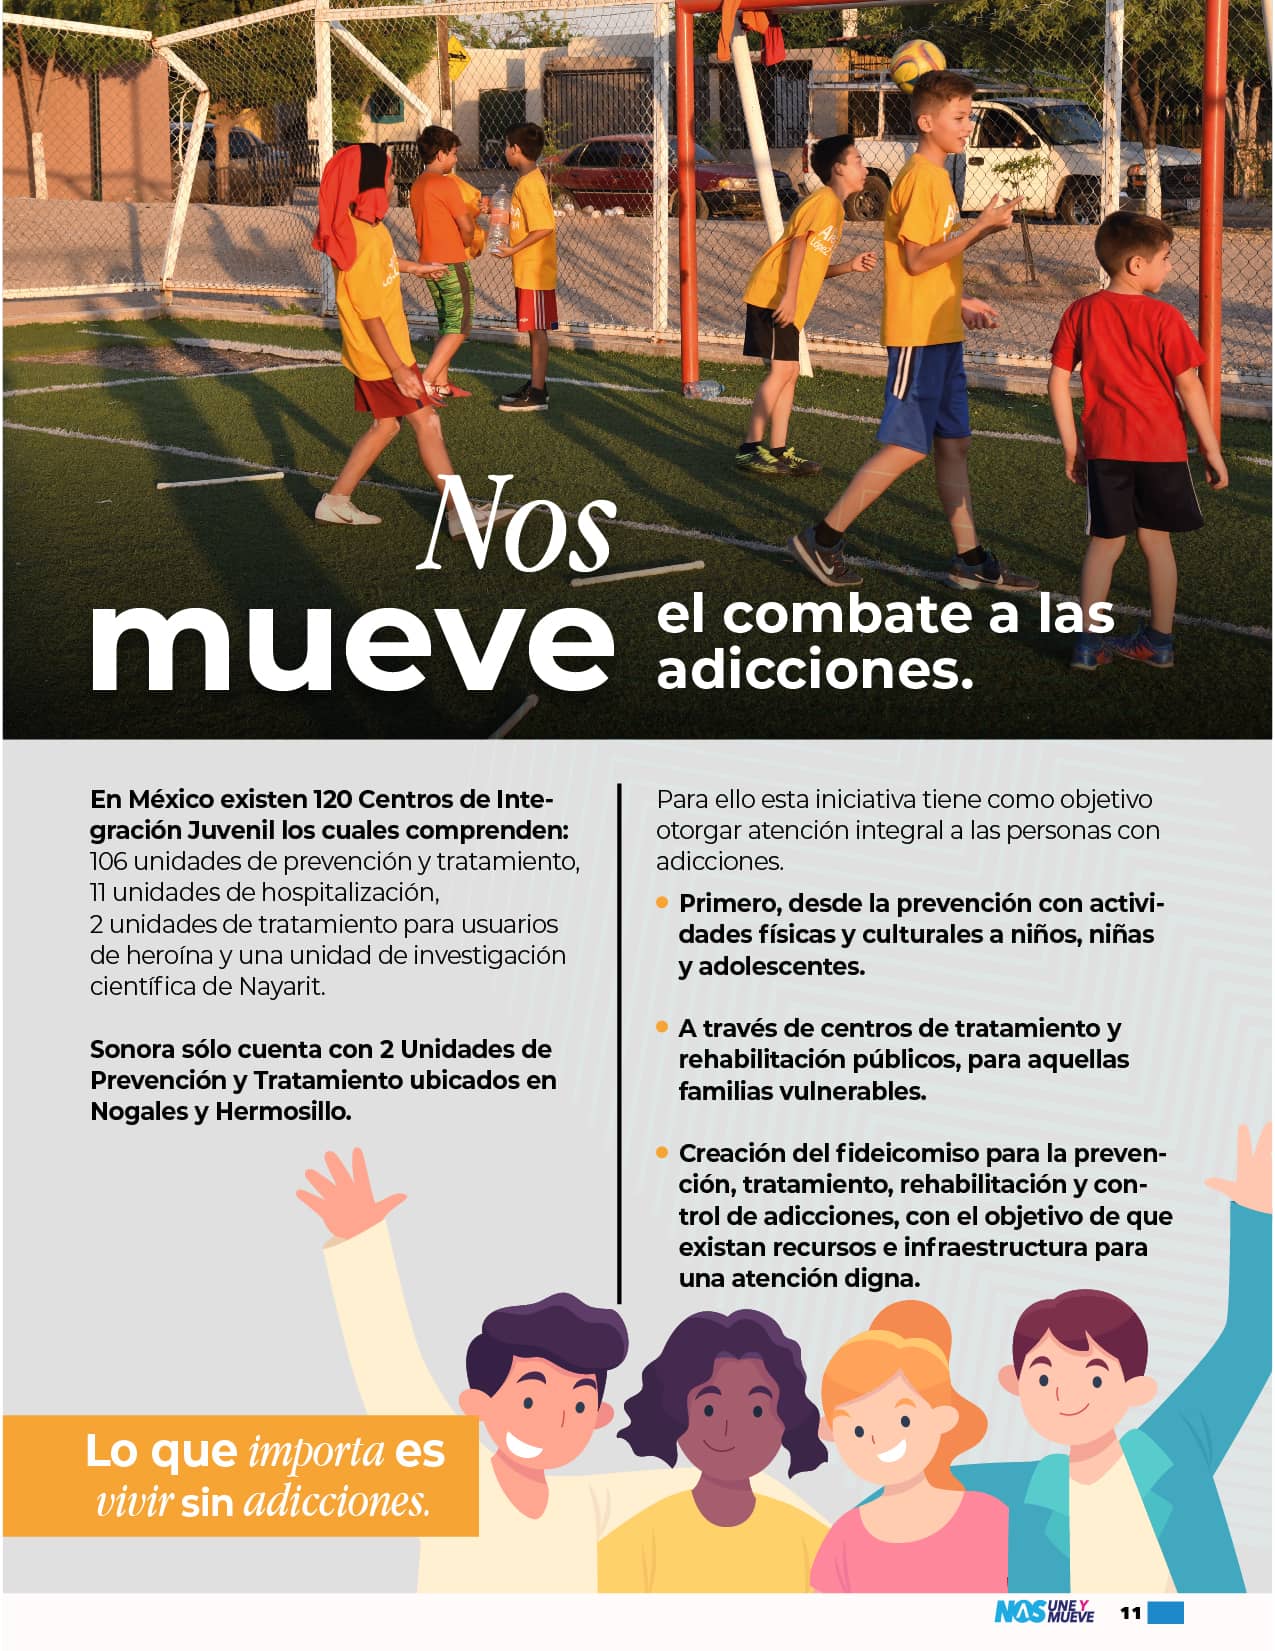 Nos
mueve
el combate a las
adicciones.
En México existen 120 Centros de Inte-
gración Juvenil los cuales comprenden:
106 unidades de prevención y tratamiento,
11 unidades de hospitalización,
2 unidades de tratamiento para usuarios
de heroína y una unidad de investigación
científica de Nayarit.
Sonora sólo cuenta con 2 Unidades de
Prevención y Tratamiento ubicados en
Nogales y Hermosillo.
Para ello esta iniciativa tiene como objetivo
otorgar atención integral a las personas con
adicciones.
Primero, desde la prevención con activi-
dades físicas y culturales a niños, niñas
y adolescentes.
A través de centros de tratamiento y
rehabilitación públicos, para aquellas
familias vulnerables.
Creación del fideicomiso para la preven-
ción, tratamiento, rehabilitación y con-
trol de adicciones, con el objetivo de que
existan recursos e infraestructura para
una atención digna.
Lo que importa es
vivir sin adicciones.
NOS UNE Y
MUEVE
11